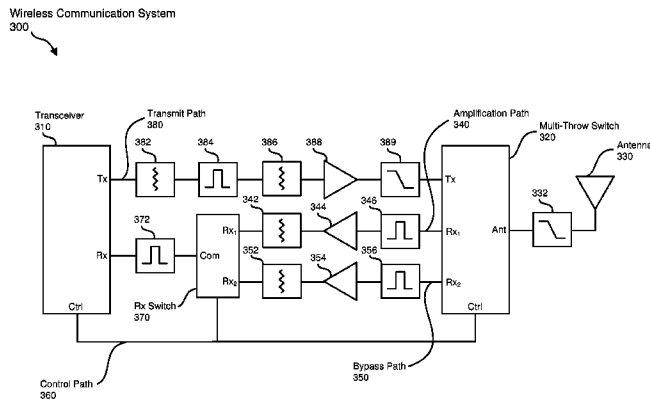 Wireless Communication System
300
Transceiver
310
Transmit Path
380
Amplification Path
340
Multi-Throw Switch
320
Antenna
330
382
384
386
388
389
332
Tx
Tx
342
344
346
372
Rx1
Rx1
Rx
Com
352
354
356
Ant
Rx2
Rx2
Ctrl
Rx Switch
370
Ctrl
Control Path
360
Bypass Path
350